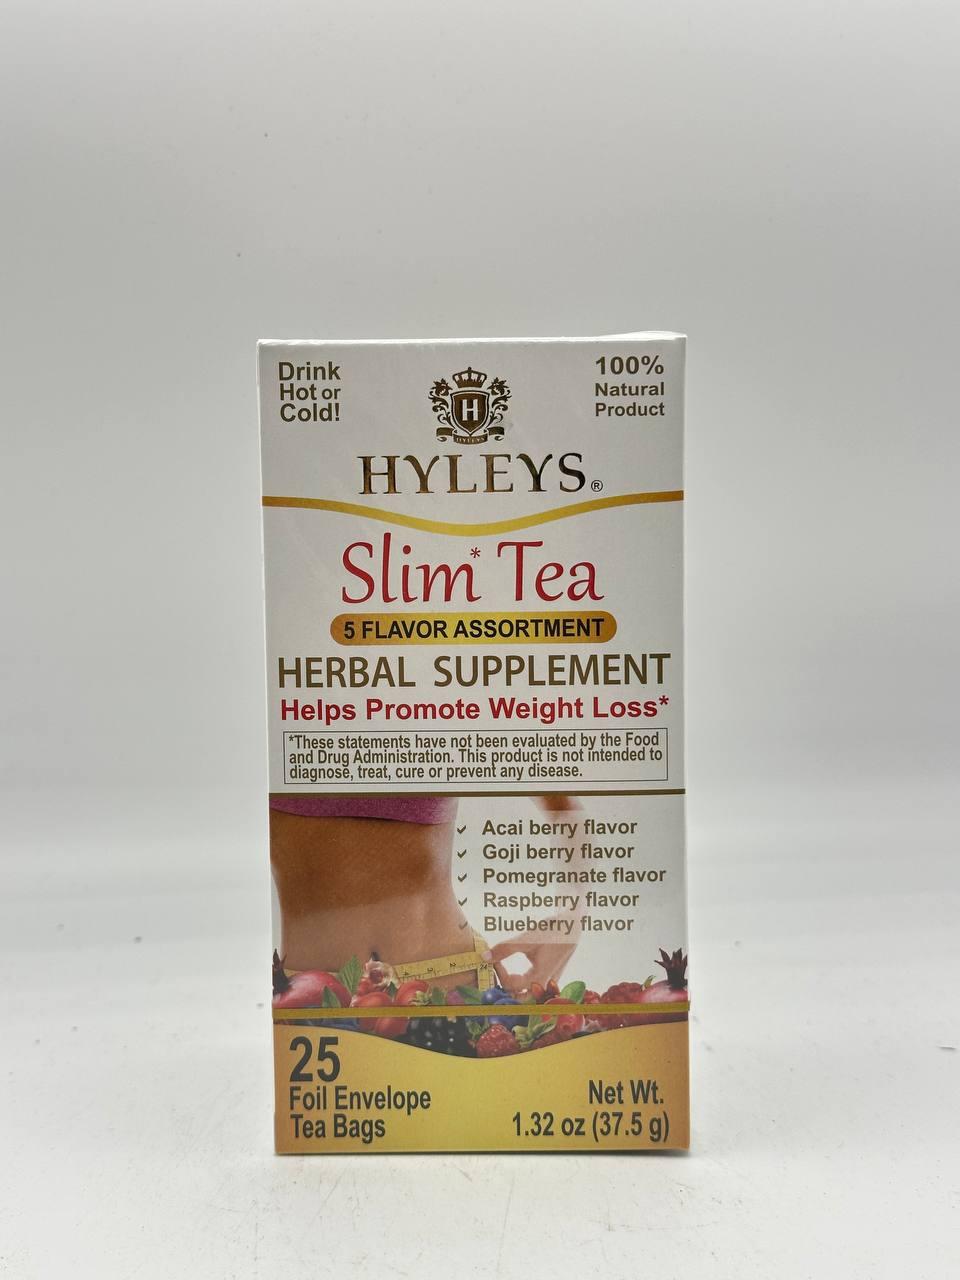 Drink
Hot or
Cold!
100%
Natural
Product
H
HYLEYS
HYLEYS®
Slim* Tea
5 FLAVOR ASSORTMENT
HERBAL SUPPLEMENT
Helps Promote Weight Loss*
*These statements have not been evaluated by the Food
and Drug Administration. This product is not intended to
diagnose, treat, cure or prevent any disease.
Acai berry flavor
Goji berry flavor
Pomegranate flavor
Raspberry flavor
Blueberry flavor
25
Foil Envelope
Tea Bags
Net Wt.
1.32 oz (37.5 g)